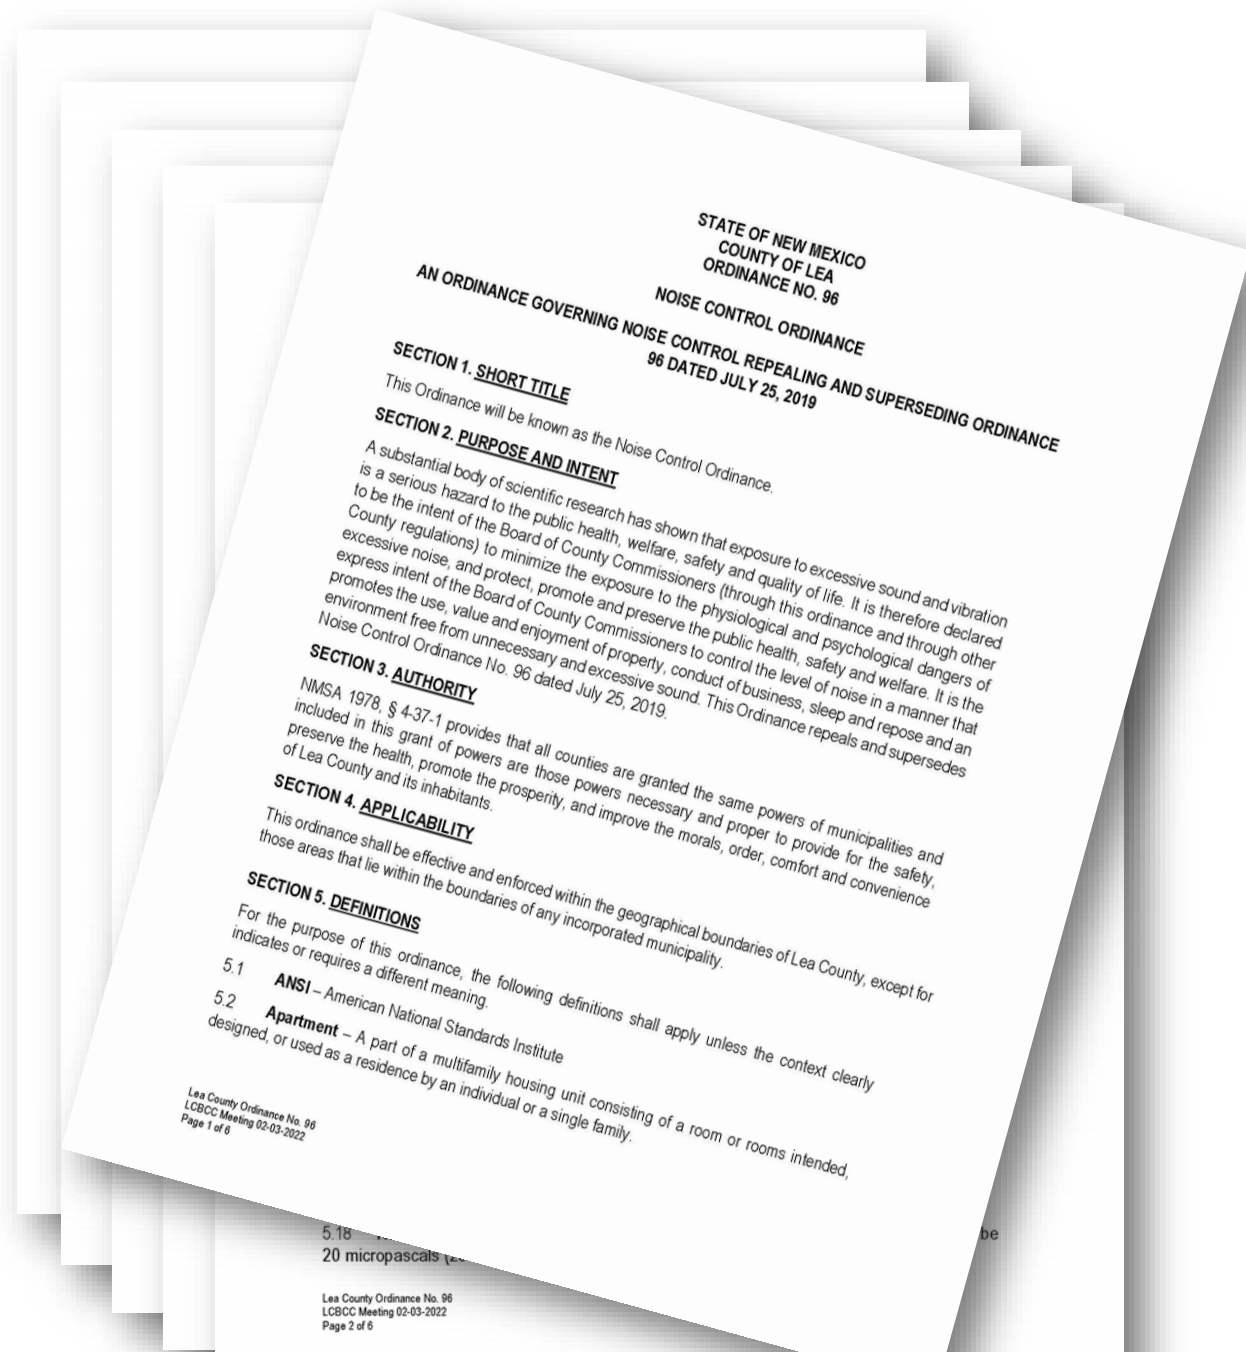 STATE OF NEW MEXICO
COUNTY OF LEA
ORDINANCE NO. 96
NOISE CONTROL ORDINANCE
AN ORDINANCE GOVERNING NOISE CONTROL REPEALING AND SUPERSEDING ORDINANCE
96 DATED JULY 25, 2019
SECTION 1. SHORT TITLE
This Ordinance will be known as the Noise Control Ordinance.
SECTION 2. PURPOSE AND INTENT
A substantial body of scientific research has shown that exposure to excessive sound and vibration
is a serious hazard to the public health, welfare, safety and quality of life. It is therefore declared
to be the intent of the Board of County Commissioners (through this ordinance and through other
County regulations) to minimize the exposure to the physiological and psychological dangers of
excessive noise, and protect, promote and preserve the public health, safety and welfare. It is the
express intent of the Board of County Commissioners to control the level of noise in a manner that
promotes the use, value and enjoyment of property, conduct of business, sleep and repose and an
environment free from unnecessary and excessive sound. This Ordinance repeals and supersedes
Noise Control Ordinance No. 96 dated July 25, 2019.
SECTION 3. AUTHORITY
NMSA 1978, § 4-37-1 provides that all counties are granted the same powers of municipalities and
included in this grant of powers are those powers necessary and proper to provide for the safety,
preserve the health, promote the prosperity, and improve the morals, order, comfort and convenience
of Lea County and its inhabitants.
SECTION 4. APPLICABILITY
This ordinance shall be effective and enforced within the geographical boundaries of Lea County, except for
those areas that lie within the boundaries of any incorporated municipality.
SECTION 5. DEFINITIONS
For the purpose of this ordinance, the following definitions shall apply unless the context clearly
indicates or requires a different meaning.
5.1 ANSI – American National Standards Institute
5.2 Apartment – A part of a multifamily housing unit consisting of a room or rooms intended,
designed, or used as a residence by an individual or a single family.
Lea County Ordinance No. 96
LCBCC Meeting 02-03-2022
Page 1 of 6
5.18 be
20 micropascals
Lea County Ordinance No. 96
LCBCC Meeting 02-03-2022
Page 2 of 6